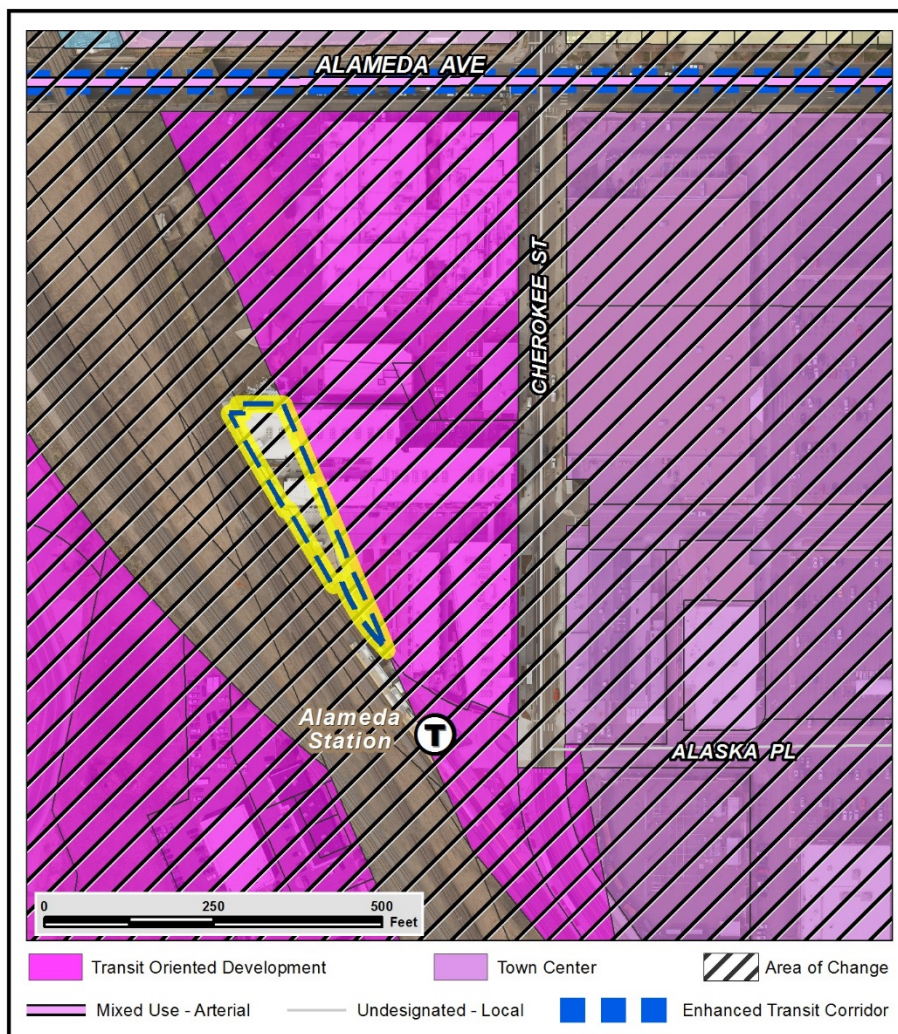 ALAMEDA AVE
CHEROKEE ST
Alameda
Station
T
ALASKA PL
0 250 500
Feet
Transit Oriented Development
Town Center
Area of Change
Mixed Use - Arterial
Undesignated - Local
Enhanced Transit Corridor